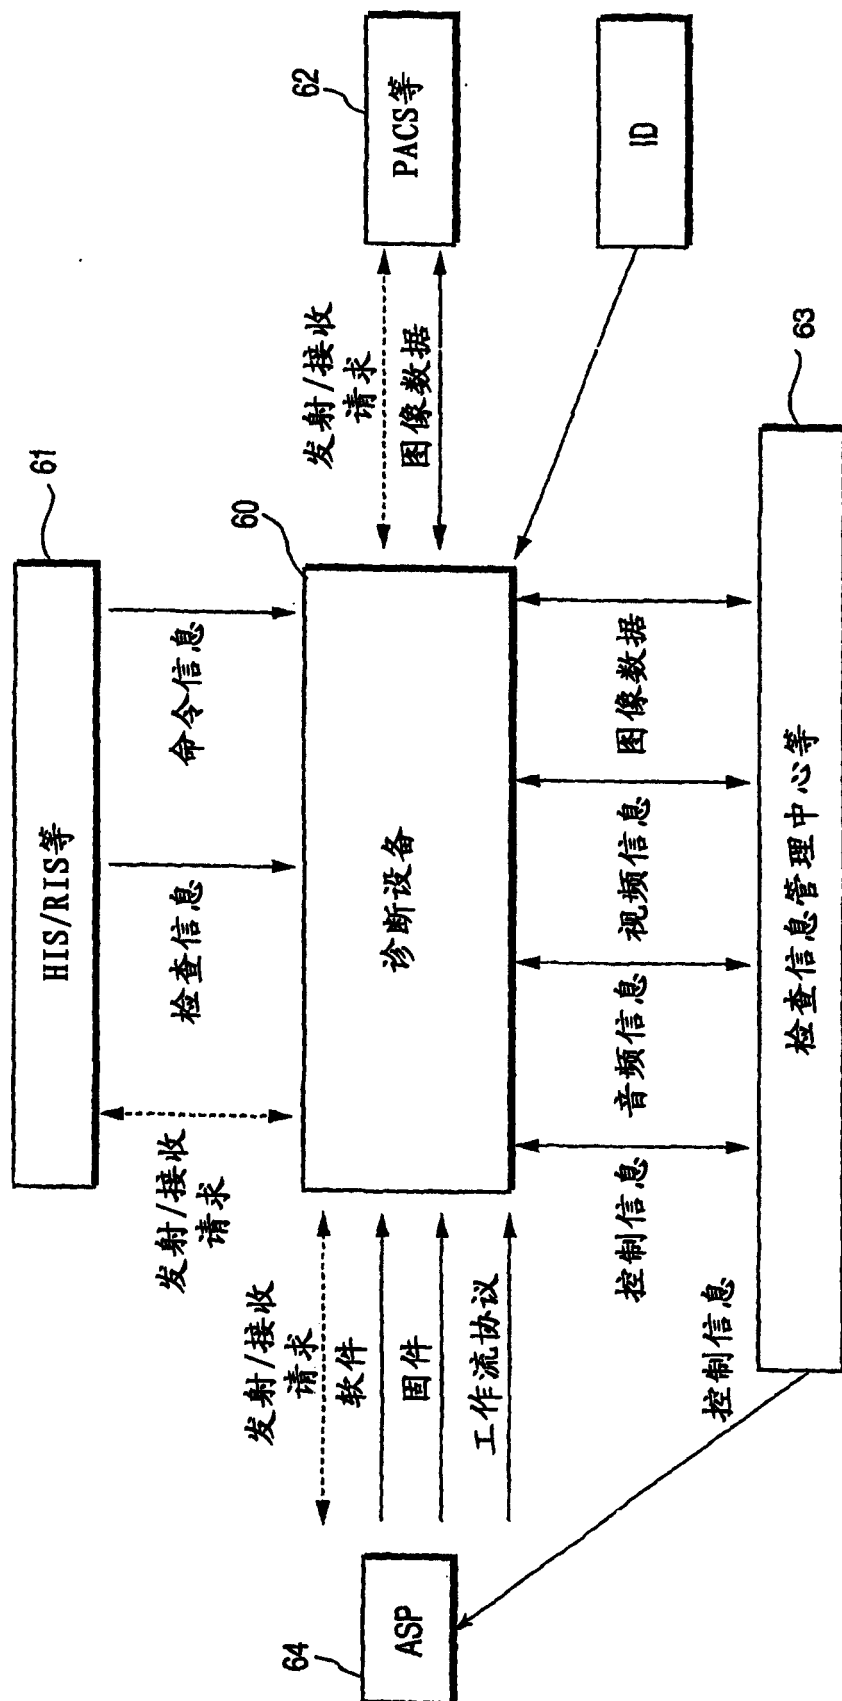 61
HIS/RIS等
发射/接收
请求
检查信息
命令信息
64
ASP
发射/接收
请求
软件
固件
工作流协议
60
诊断设备
发射/接收
请求
图像数据
62
PACS等
ID
控制信息
音频信息
视频信息
图像数据
控制信息
63
检查信息管理中心等